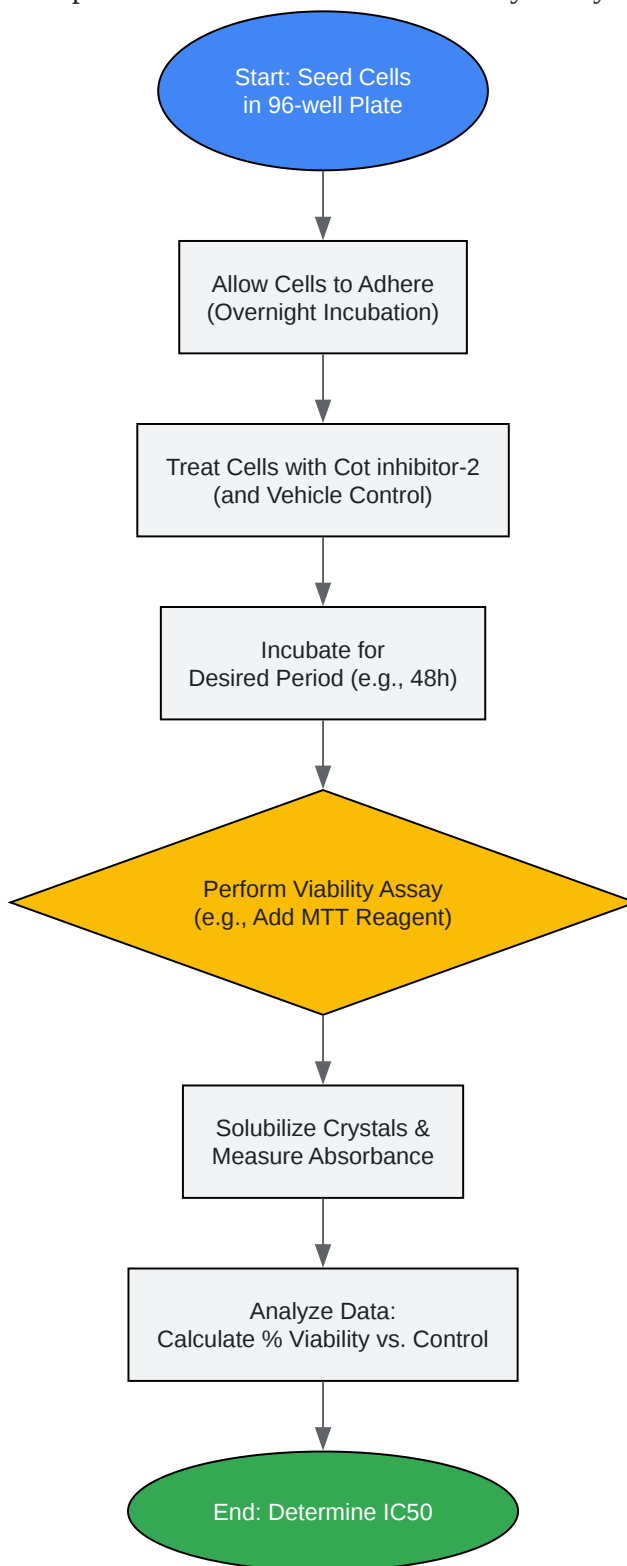 Start: Seed Cells
in 96-well Plate
Allow Cells to Adhere
(Overnight Incubation)
Treat Cells with Cot inhibitor-2
(and Vehicle Control)
Incubate for
Desired Period (e.g., 48h)
Perform Viability Assay
(e.g., Add MTT Reagent)
Solubilize Crystals &
Measure Absorbance
Analyze Data:
Calculate % Viability vs. Control
End: Determine IC50